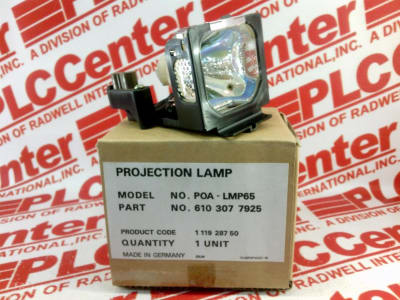 PLCCenter
A DIVISION OF RADWELL INTERNATIONAL, INC.
PROJECTION LAMP
MODEL NO. POA - LMP65
PART NO. 610 307 7925
PRODUCT CODE 1 119 287 50
QUANTITY 1 UNIT
MADE IN GERMANY